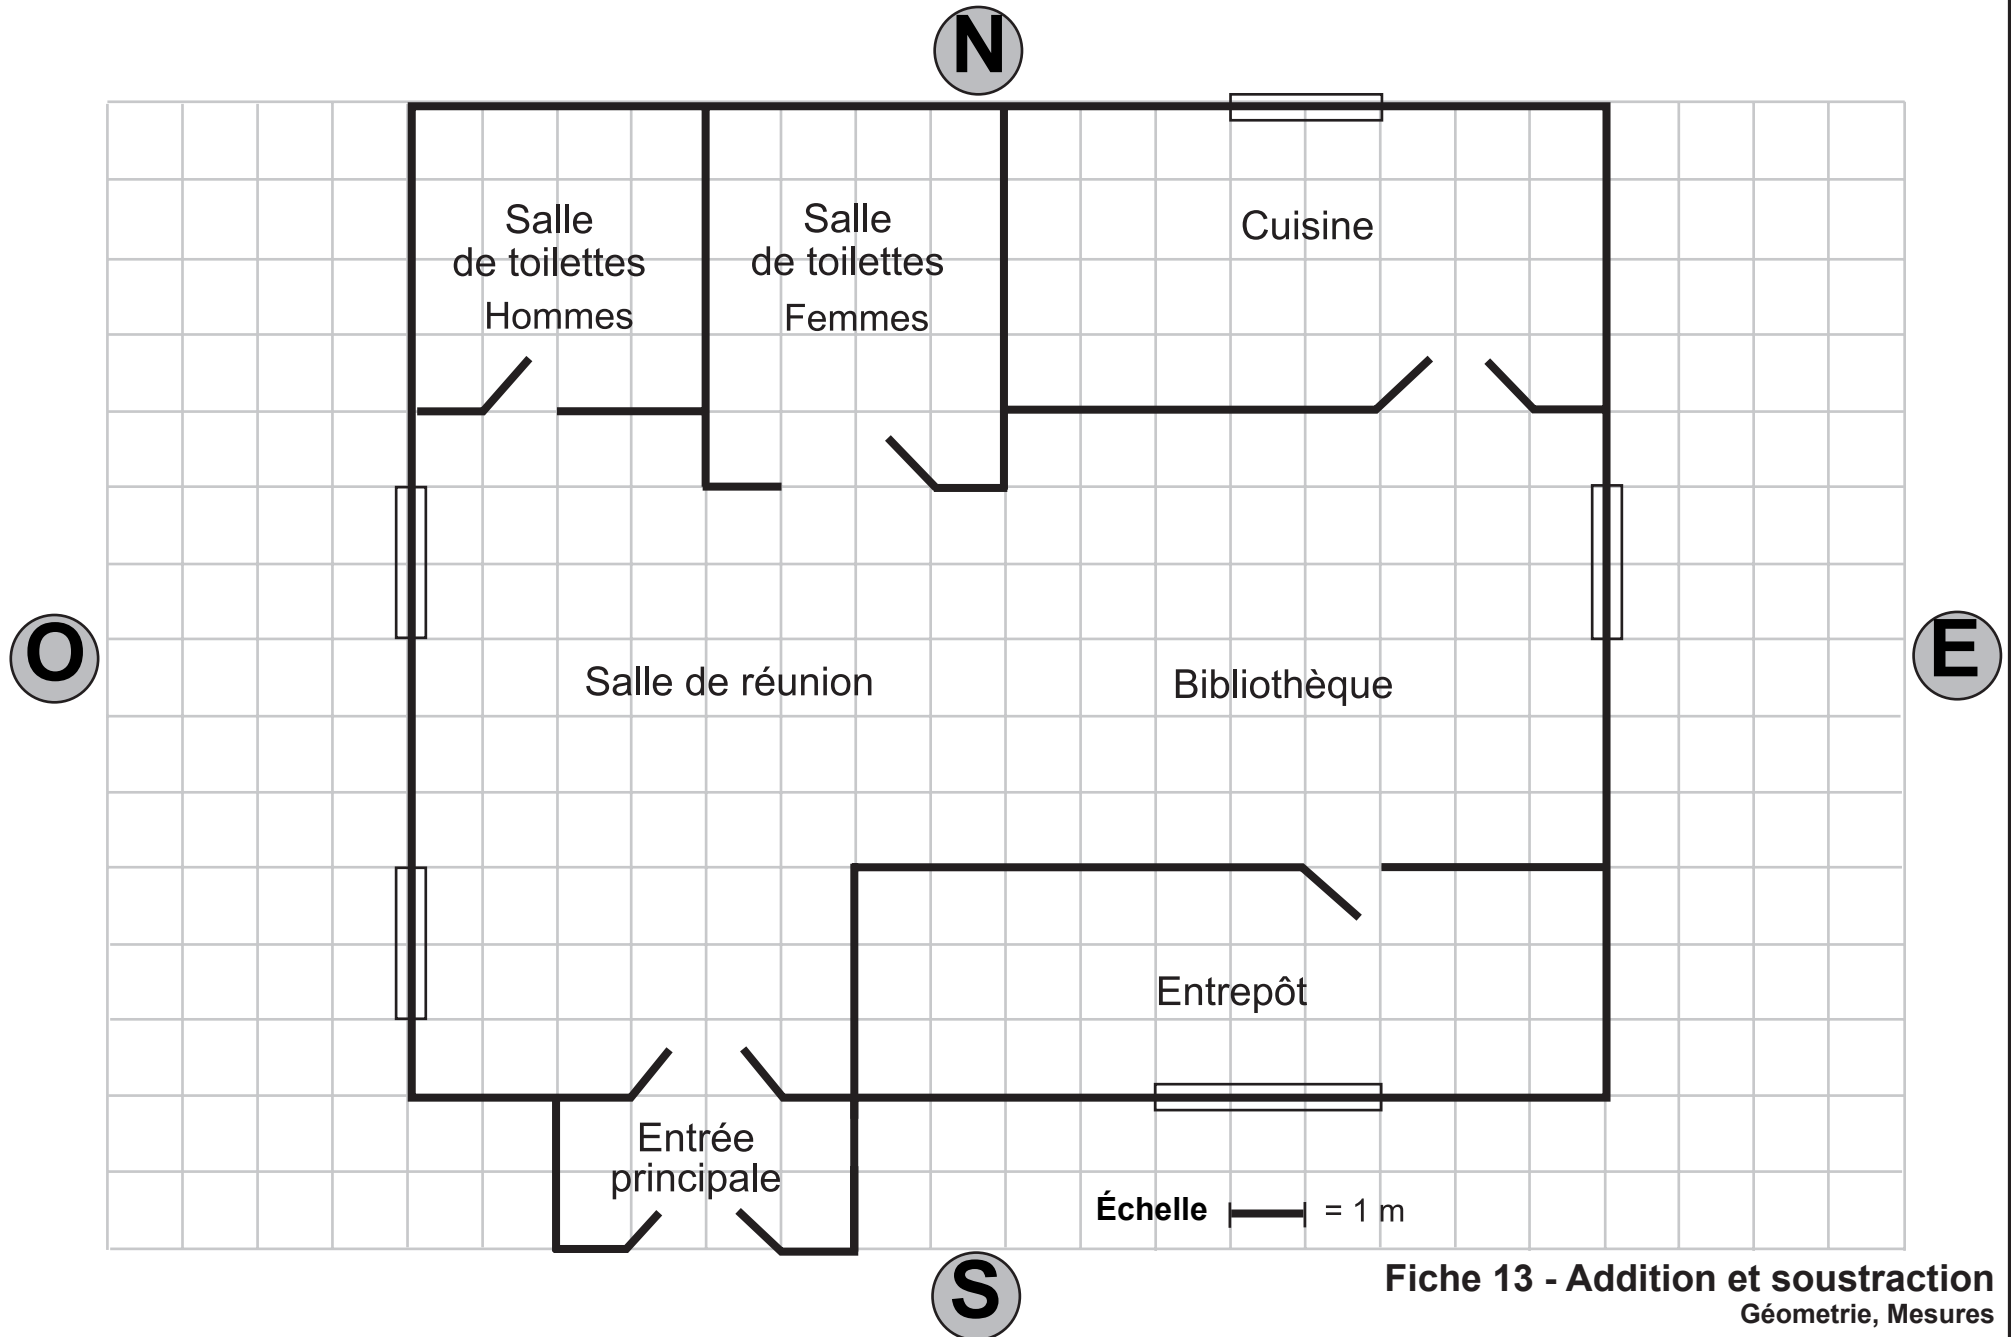 N
Salle
de toilettes
Hommes
Salle
de toilettes
Femmes
Cuisine
O
E
Salle de réunion
Bibliothèque
Entrepôt
Entrée
principale
Échelle = 1 m
S
Fiche 13 - Addition et soustraction
Géometrie, Mesures